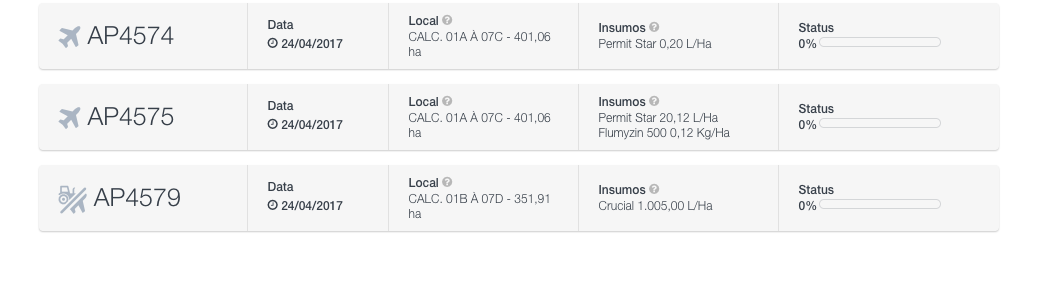 AP4574
Data
24/04/2017
Local
CALC. 01A À 07C - 401,06
ha
Insumos
Permit Star 0,20 L/Ha
Status
0%
AP4575
Data
24/04/2017
Local
CALC. 01A À 07C - 401,06
ha
Insumos
Permit Star 20,12 L/Ha
Flumyzin 500 0,12 Kg/Ha
Status
0%
AP4579
Data
24/04/2017
Local
CALC. 01B À 07D - 351,91
ha
Insumos
Crucial 1.005,00 L/Ha
Status
0%